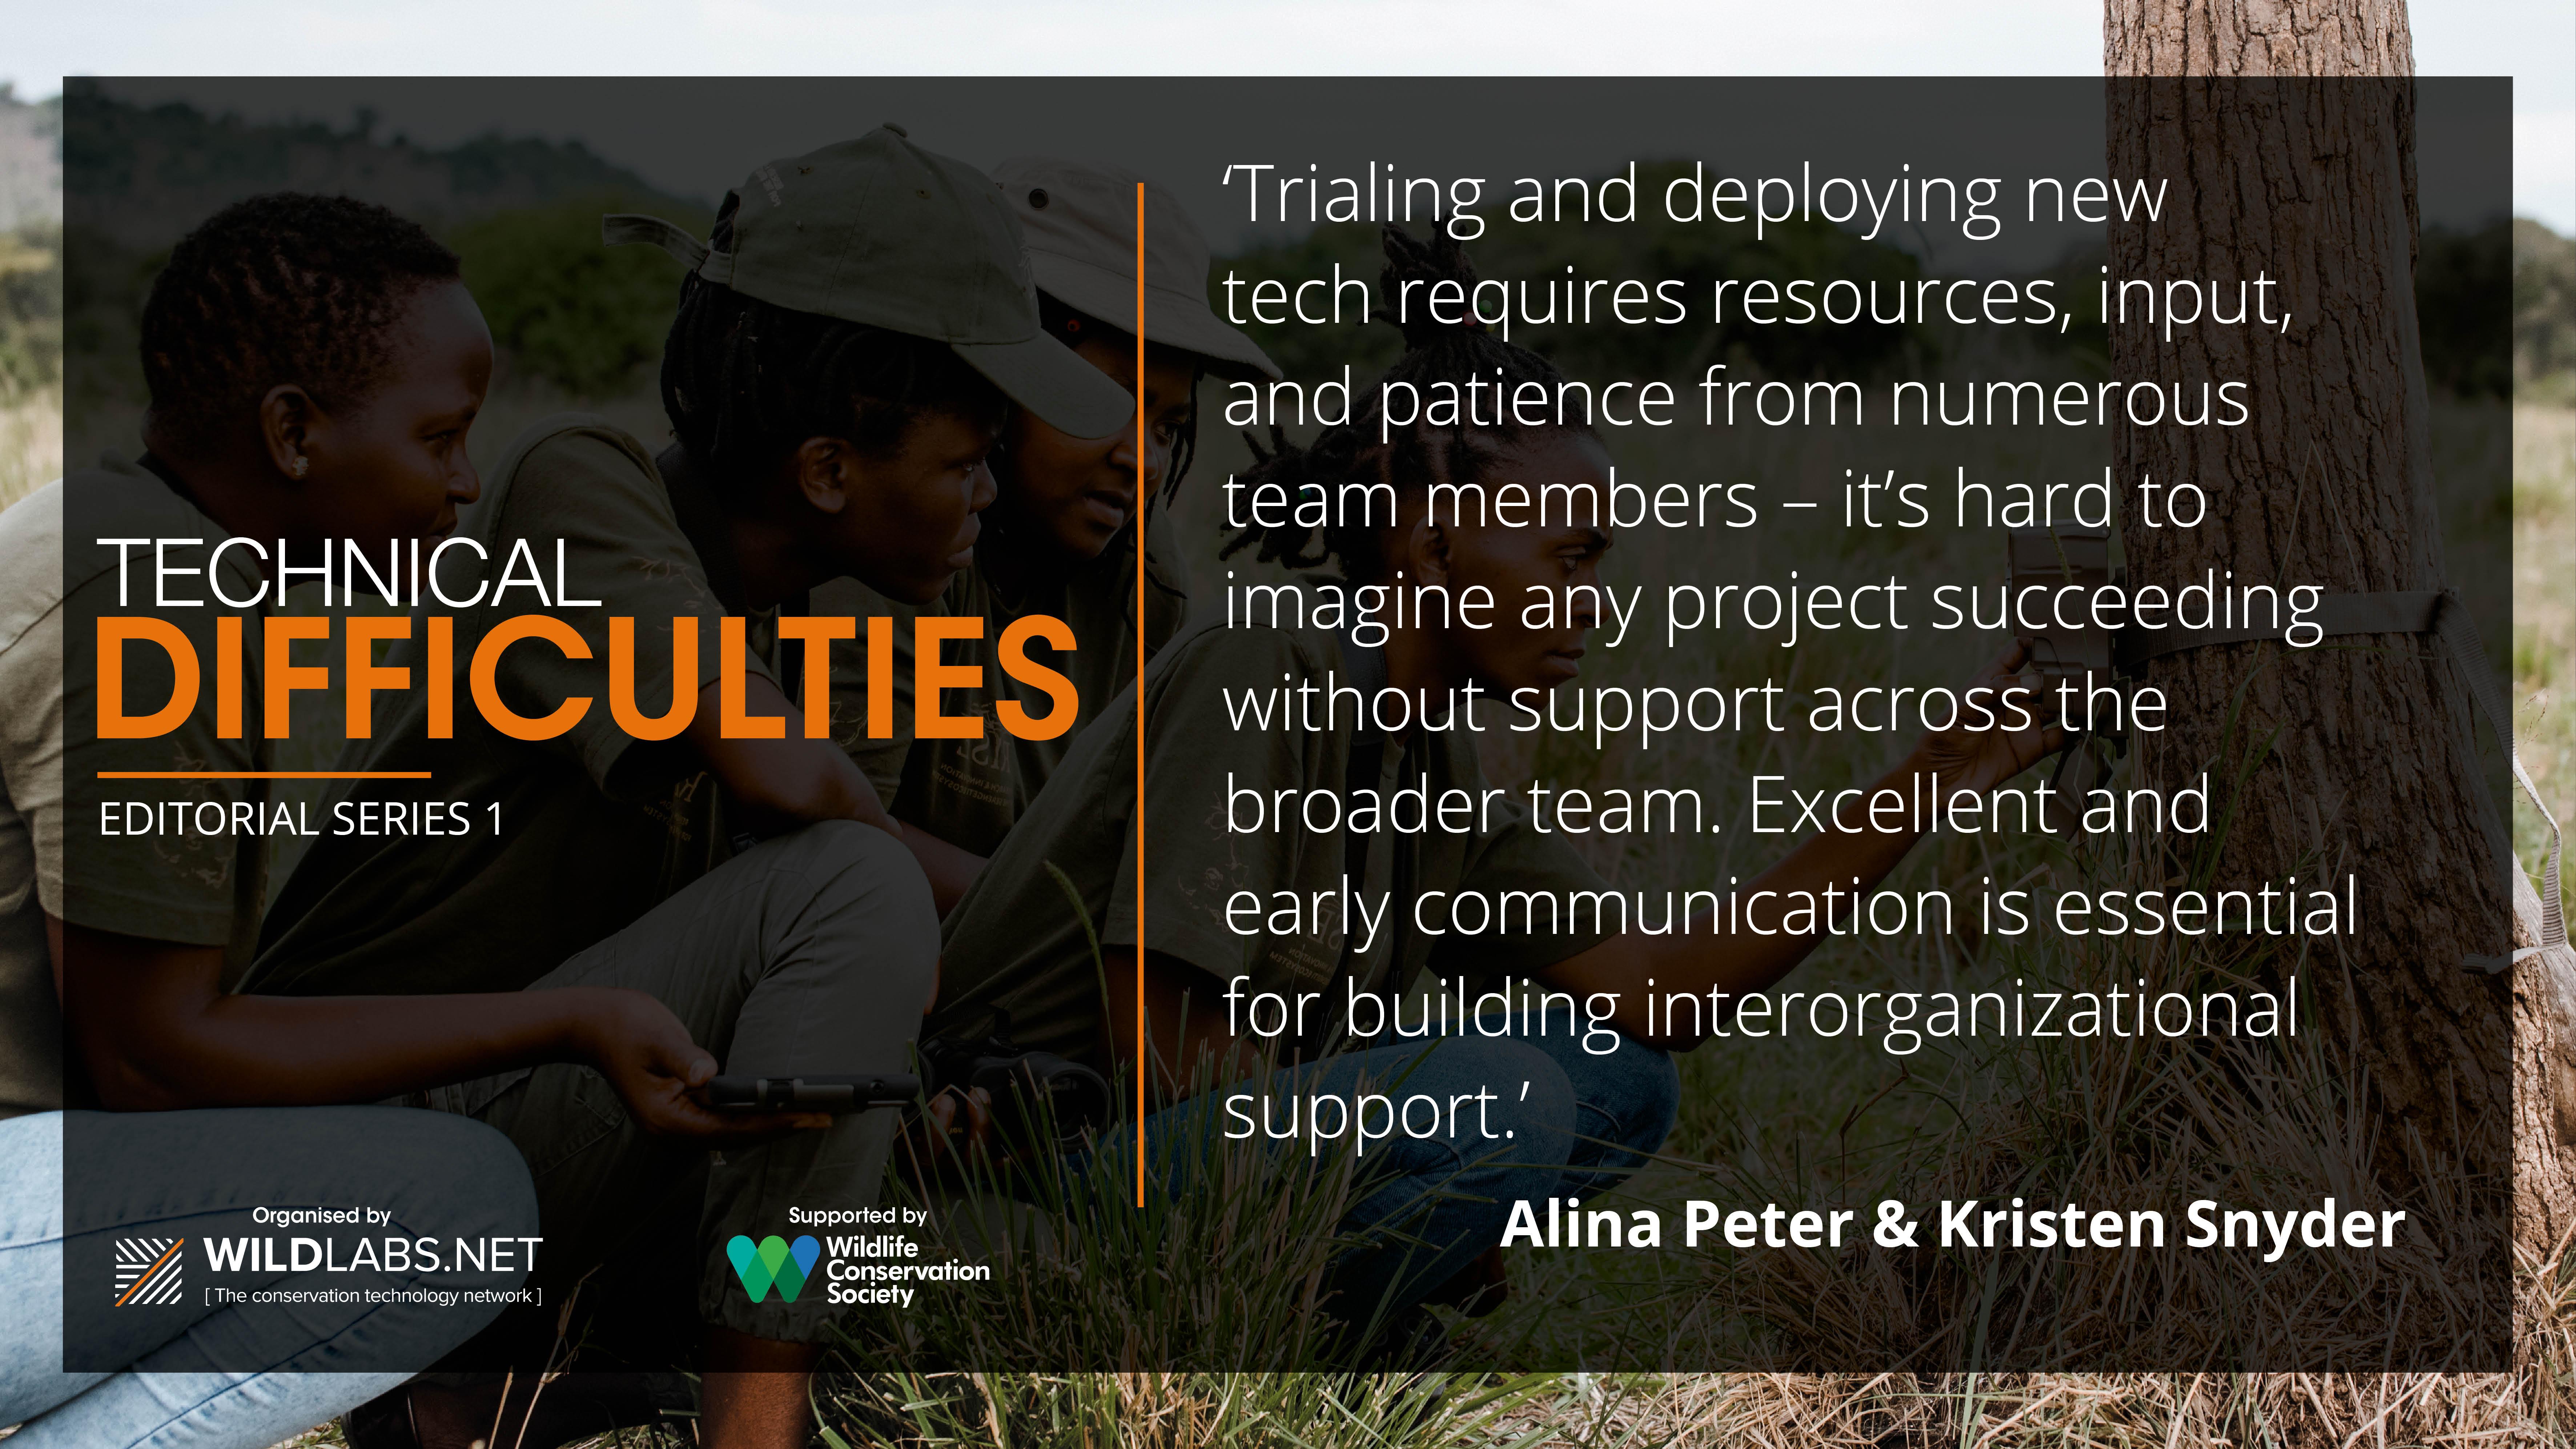 TECHNICAL
DIFFICULTIES
EDITORIAL SERIES 1
‘Trialing and deploying new
tech requires resources, input,
and patience from numerous
team members – it’s hard to
imagine any project succeeding
without support across the
broader team. Excellent and
early communication is essential
for building interorganizational
support.’
Alina Peter & Kristen Snyder
Organised by
WILDLABS.NET
[ The conservation technology network ]
Supported by
Wildlife
Conservation
Society